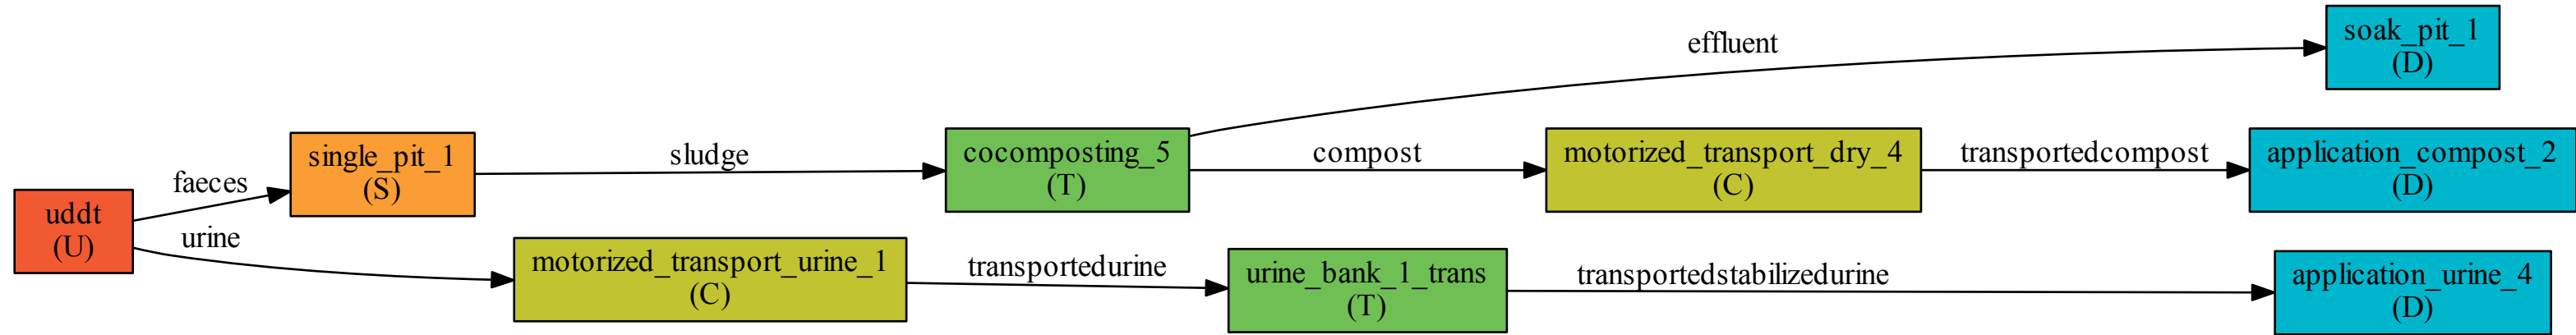 uddt
(U)
faeces
urine
single_pit_1
(S)
sludge
motorized_transport_urine_1
(C)
cocomposting_5
(T)
transportedurine
urine_bank_1_trans
(T)
effluent
compost
motorized_transport_dry_4
(C)
transportedstabilizedurine
transportedcompost
soak_pit_1
(D)
application_compost_2
(D)
application_urine_4
(D)